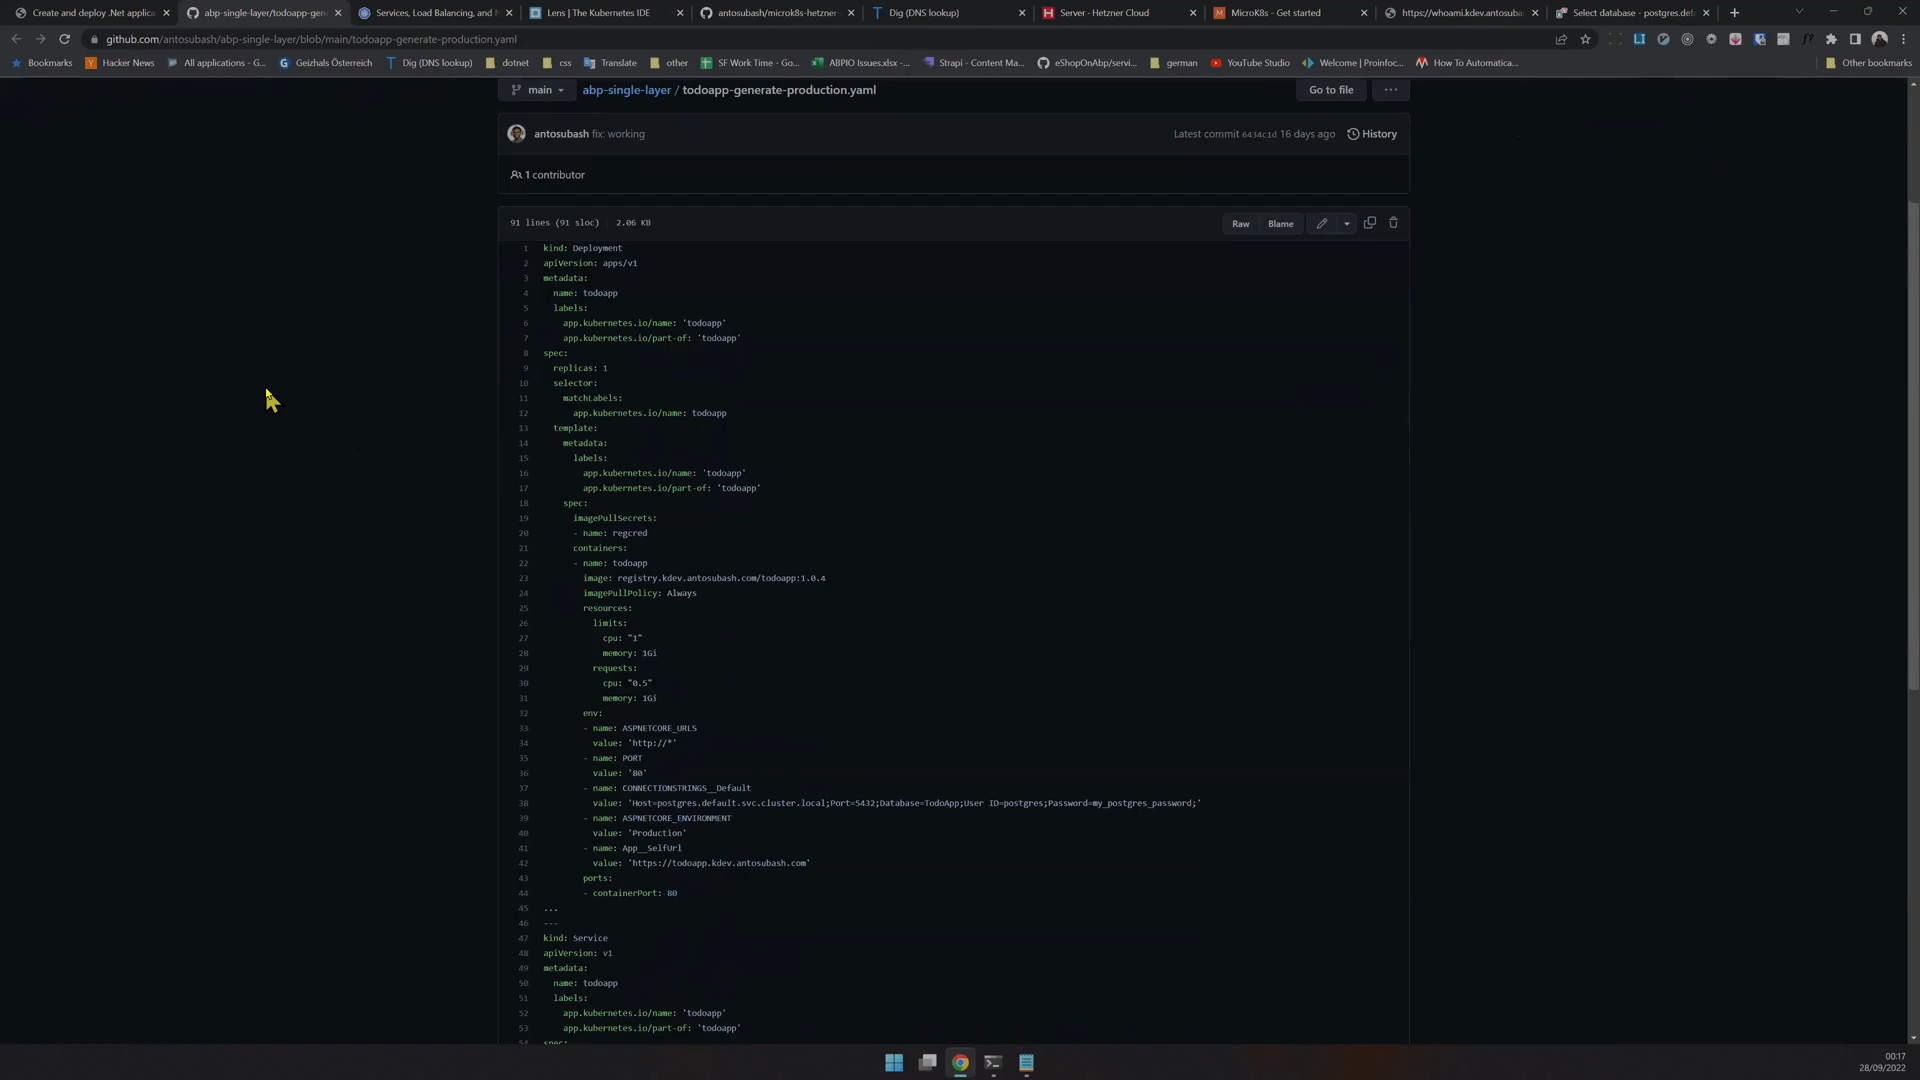 Create and deploy .Net applica
abp-single-layer/todoapp-gen
Services, Load Balancing, and N
Lens | The Kubernetes IDE
antosubash/microk8s-hetzner-
Dig (DNS lookup)
Server · Hetzner Cloud
MicroK8s - Get started
https://whoami.kdev.antosubas
Select database - postgres.def
github.com/antosubash/abp-single-layer/blob/main/todoapp-generate-production.yaml
Bookmarks
Hacker News
All applications - G...
Geizhals Österreich
Dig (DNS lookup)
dotnet
css
Translate
other
SF Work Time - Go...
ABPIO Issues.xlsx -...
Strapi - Content Ma...
eShopOnAbp/servi...
german
YouTube Studio
Welcome | Proinfoc...
How To Automatica...
Other bookmarks
main
abp-single-layer / todoapp-generate-production.yaml
Go to file
...
antosubash fix: working
Latest commit 6434c1d 16 days ago
History
1 contributor
91 lines (91 sloc) 2.06 KB
Raw
Blame
1 kind: Deployment
2 apiVersion: apps/v1
3 metadata:
4 name: todoapp
5 labels:
6 app.kubernetes.io/name: 'todoapp'
7 app.kubernetes.io/part-of: 'todoapp'
8 spec:
9 replicas: 1
10 selector:
11 matchLabels:
12 app.kubernetes.io/name: todoapp
13 template:
14 metadata:
15 labels:
16 app.kubernetes.io/name: 'todoapp'
17 app.kubernetes.io/part-of: 'todoapp'
18 spec:
19 imagePullSecrets:
20 - name: regcred
21 containers:
22 - name: todoapp
23 image: registry.kdev.antosubash.com/todoapp:1.0.4
24 imagePullPolicy: Always
25 resources:
26 limits:
27 cpu: "1"
28 memory: 1Gi
29 requests:
30 cpu: "0.5"
31 memory: 1Gi
32 env:
33 - name: ASPNETCORE_URLS
34 value: 'http://*'
35 - name: PORT
36 value: '80'
37 - name: CONNECTIONSTRINGS__Default
38 value: 'Host=postgres.default.svc.cluster.local;Port=5432;Database=TodoApp;User ID=postgres;Password=my_postgres_password;'
39 - name: ASPNETCORE_ENVIRONMENT
40 value: 'Production'
41 - name: App__SelfUrl
42 value: 'https://todoapp.kdev.antosubash.com'
43 ports:
44 - containerPort: 80
45 ...
46 ---
47 kind: Service
48 apiVersion: v1
49 metadata:
50 name: todoapp
51 labels:
52 app.kubernetes.io/name: 'todoapp'
53 app.kubernetes.io/part-of: 'todoapp'
54 spec:
00:17
28/09/2022